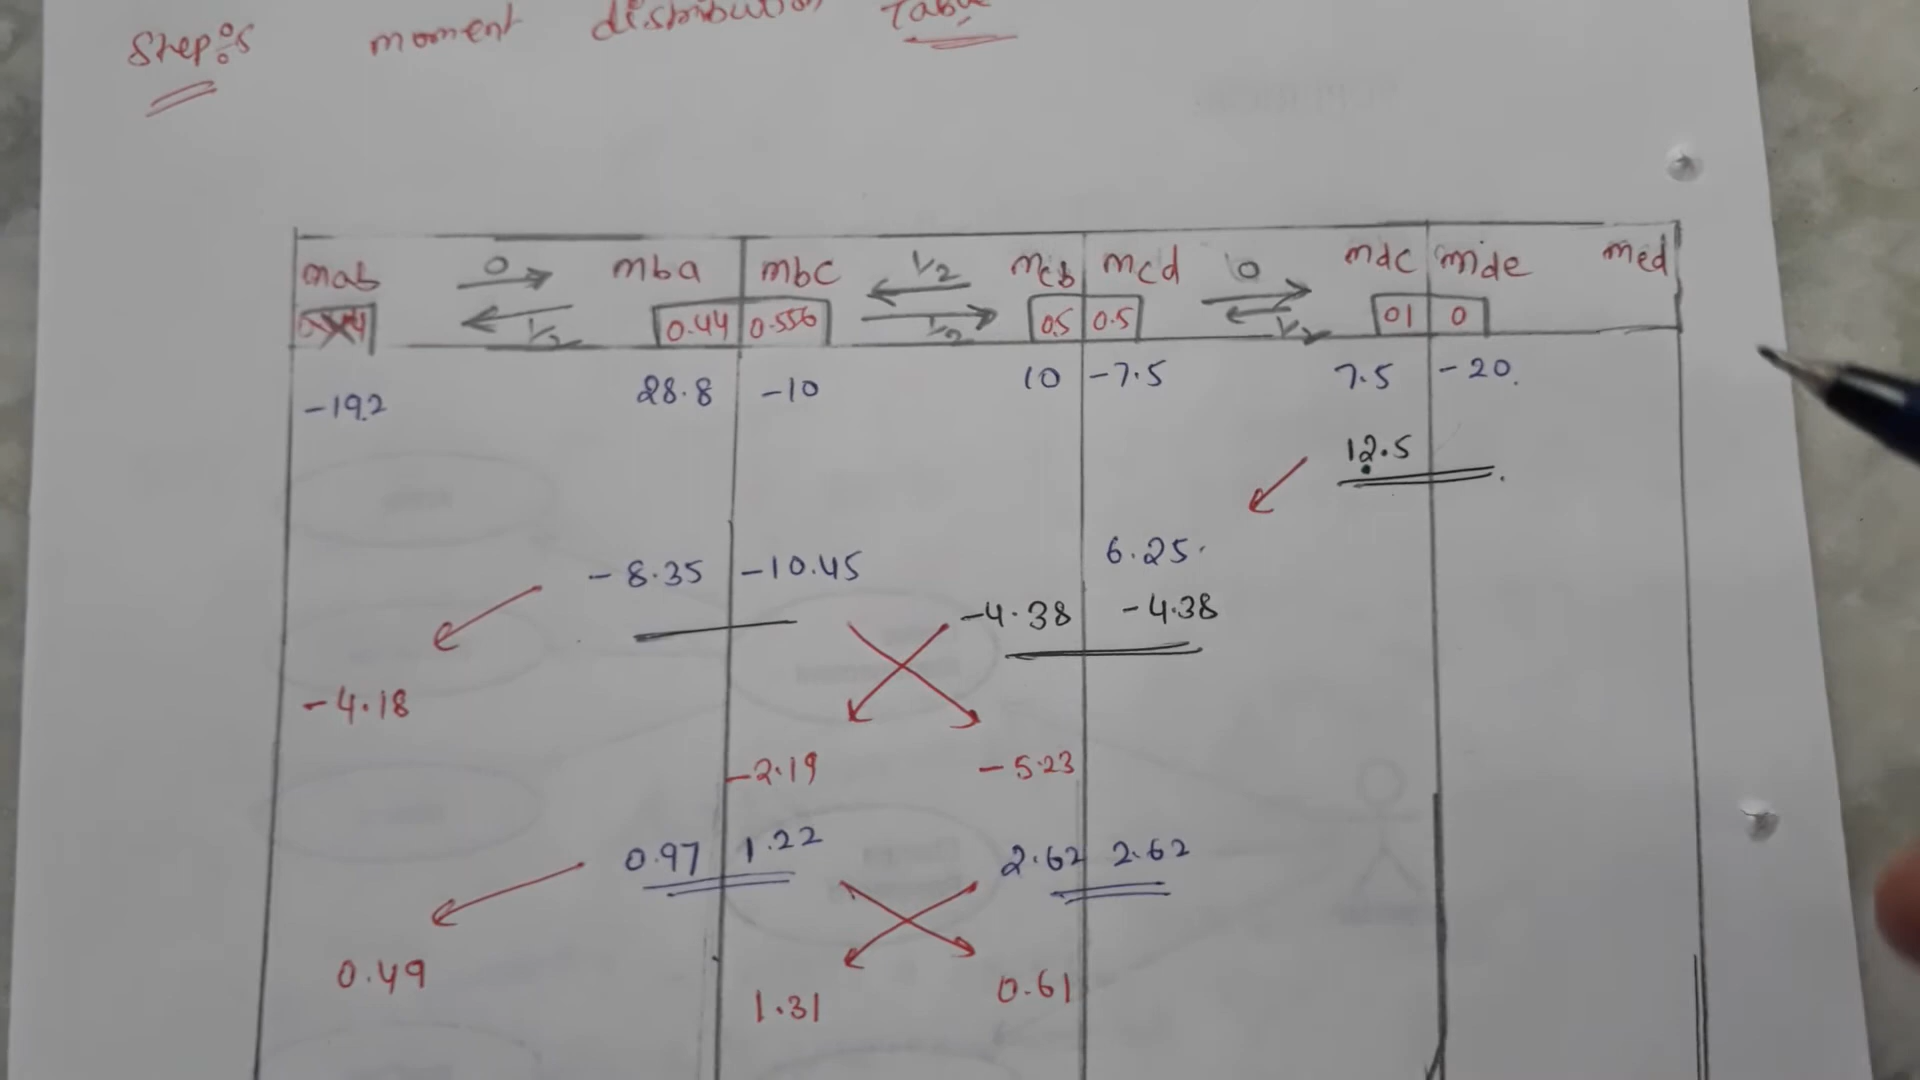 Step:5 moment distribution Table
mab 0 mba mbc 1/2 mcb mcd 0 mdc mde med
1/2 0.44 0.556 1/2 0.5 0.5 1/2 01 0
-19.2 28.8 -10 10 -7.5 7.5 -20.
12.5
6.25
-8.35 -10.45
-4.38 -4.38
-4.18
-2.19 -5.23
0.97 1.22 2.62 2.62
0.49
1.31 0.61